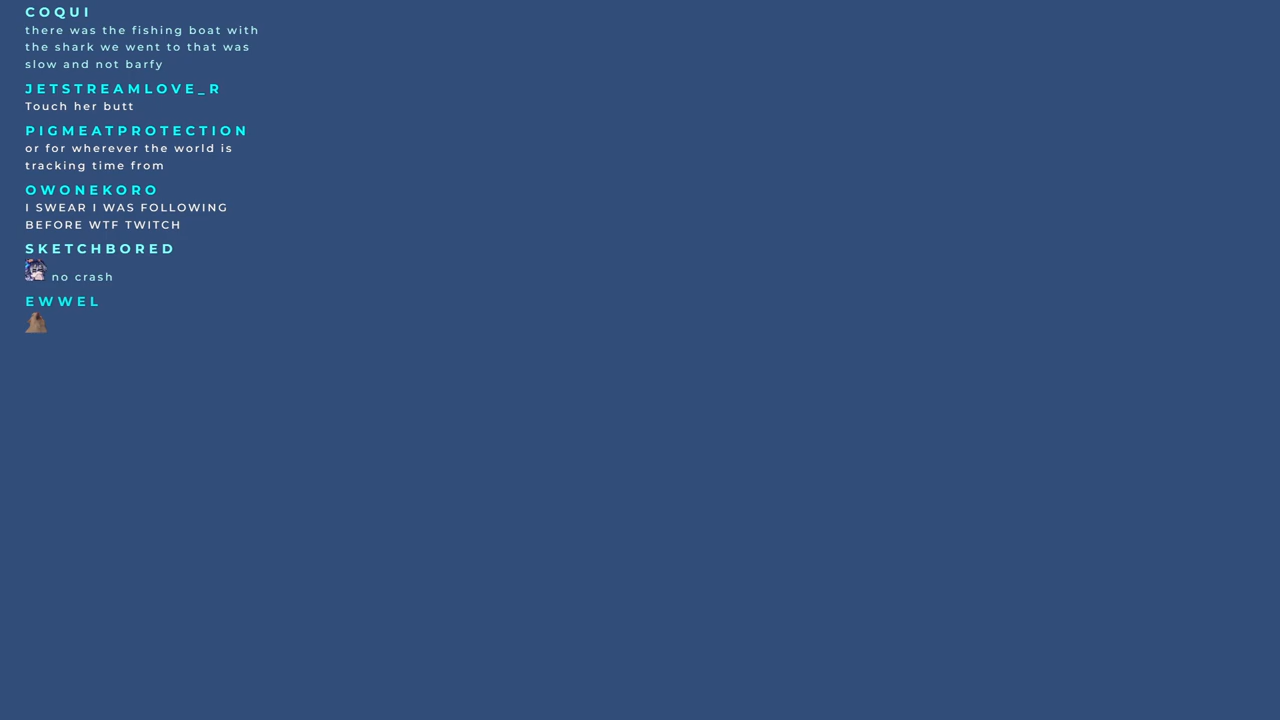 COQUI
there was the fishing boat with
the shark we went to that was
slow and not barfy
JETSTREAMLOVE_R
Touch her butt
PIGMEATPROTECTION
or for wherever the world is
tracking time from
OWONEKORO
I SWEAR I WAS FOLLOWING
BEFORE WTF TWITCH
SKETCHBORED
no crash
EWWEL